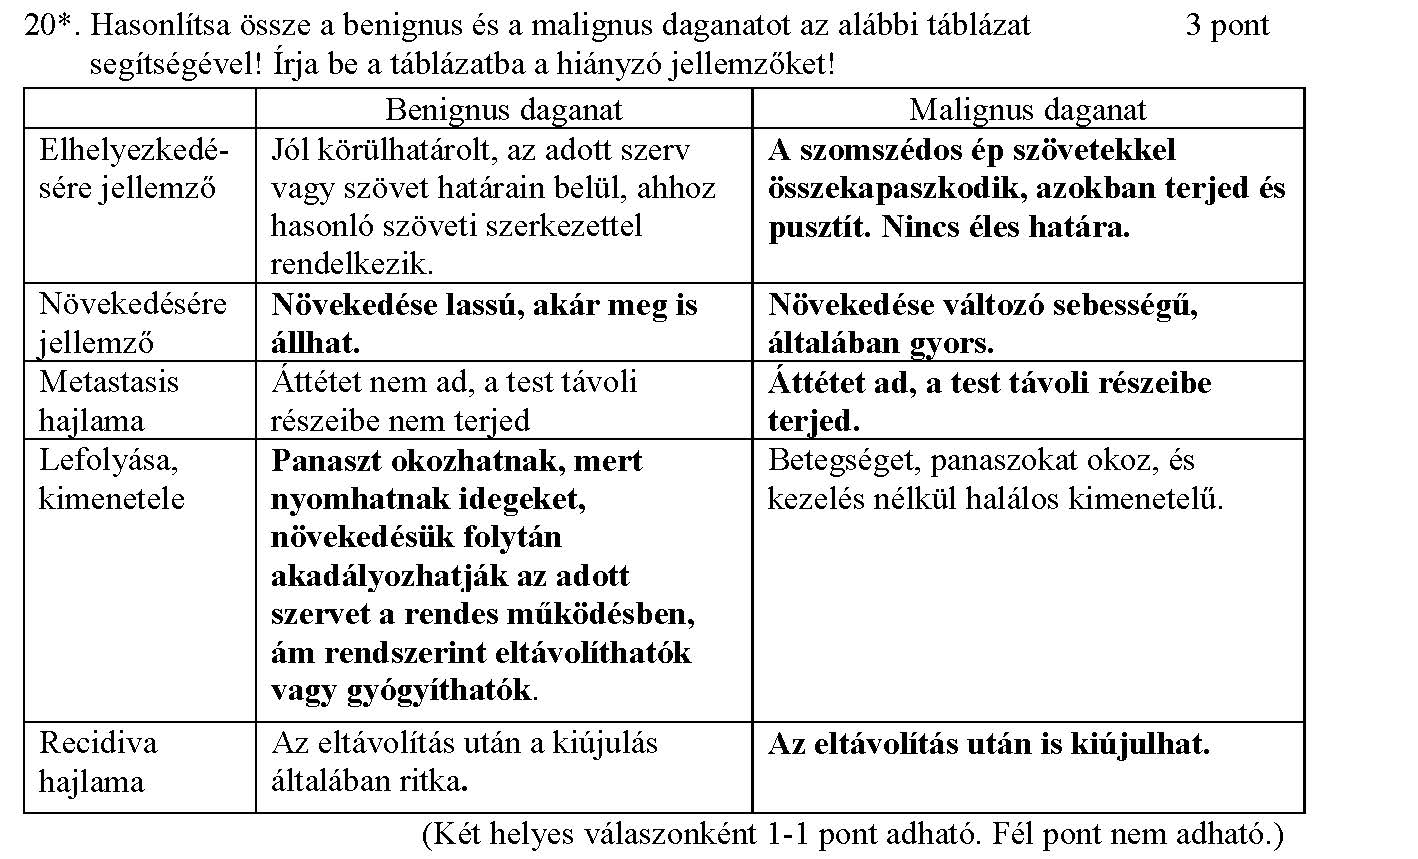 20*. Hasonlítsa össze a benignus és a malignus daganatot az alábbi táblázat 3 pont
segítségével! Írja be a táblázatba a hiányzó jellemzőket!
Benignus daganat Malignus daganat
Elhelyezkedé-
sére jellemző
Jól körülhatárolt, az adott szerv
vagy szövet határain belül, ahhoz
hasonló szöveti szerkezettel
rendelkezik.
A szomszédos ép szövetekkel
összekapaszkodik, azokban terjed és
pusztít. Nincs éles határa.
Növekedésére
jellemző
Növekedése lassú, akár meg is
állhat.
Növekedése változó sebességű,
általában gyors.
Metastasis
hajlama
Áttétet nem ad, a test távoli
részeibe nem terjed
Áttétet ad, a test távoli részeibe
terjed.
Lefolyása,
kimenetele
Panaszt okozhatnak, mert
nyomhatnak idegeket,
növekedésük folytán
akadályozhatják az adott
szervet a rendes működésben,
ám rendszerint eltávolíthatók
vagy gyógyíthatók.
Betegséget, panaszokat okoz, és
kezelés nélkül halálos kimenetelű.
Recidiva
hajlama
Az eltávolítás után a kiújulás
általában ritka.
Az eltávolítás után is kiújulhat.
(Két helyes válaszonként 1-1 pont adható. Fél pont nem adható.)